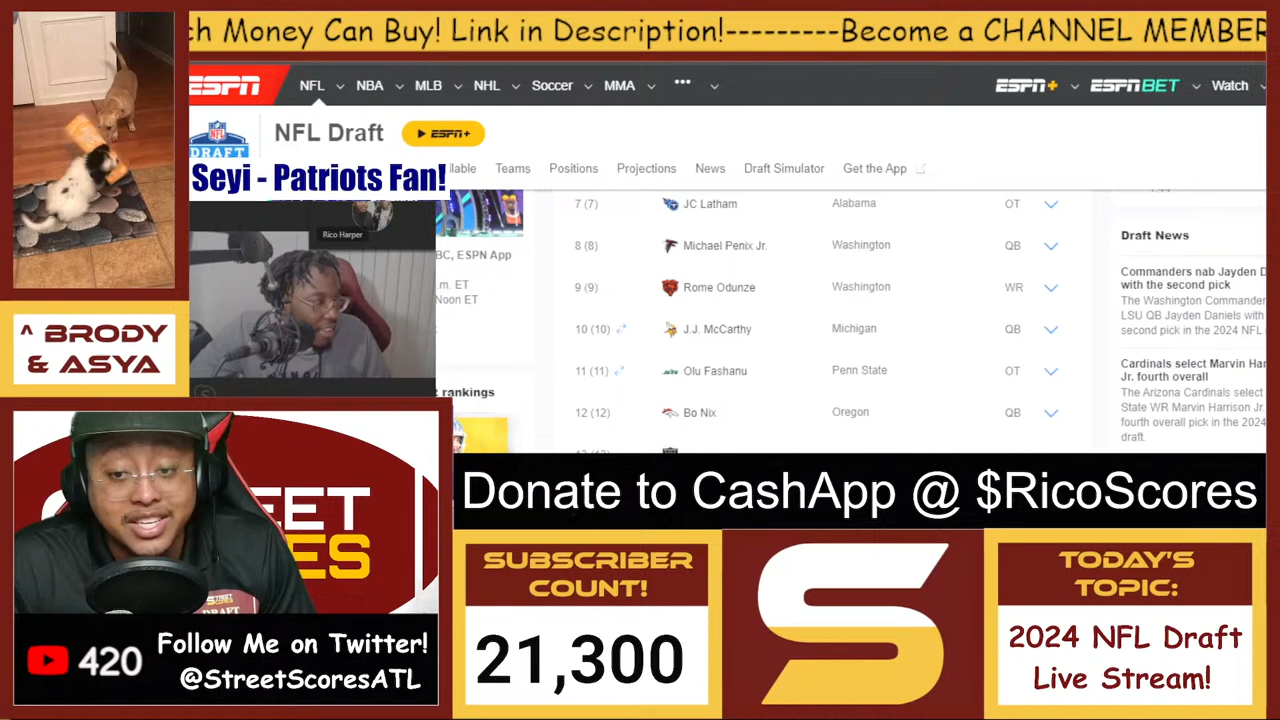 ch Money Can Buy! Link in Description!---------Become a CHANNEL MEMBER
ESPN NFL NBA MLB NHL Soccer MMA ••• ESPN+ ESPN BET Watch
NFL
DRAFT
NFL Draft
ESPN+
ilable Teams Positions Projections News Draft Simulator Get the App
Seyi - Patriots Fan!
Rico Harper
BC, ESPN App
.m. ET
Noon ET
rankings
7 (7) JC Latham Alabama OT
8 (8) Michael Penix Jr. Washington QB
9 (9) Rome Odunze Washington WR
10 (10) J.J. McCarthy Michigan QB
11 (11) Olu Fashanu Penn State OT
12 (12) Bo Nix Oregon QB
Draft News
Commanders nab Jayden D
with the second pick
The Washington Commander
LSU QB Jayden Daniels with
second pick in the 2024 NFL
Cardinals select Marvin Har
Jr. fourth overall
The Arizona Cardinals select
State WR Marvin Harrison Jr.
fourth overall pick in the 2024
draft.
^ BRODY
& ASYA
EET
ES
DRAFT
420
Follow Me on Twitter!
@StreetScoresATL
Donate to CashApp @ $RicoScores
SUBSCRIBER
COUNT!
21,300
S
TODAY'S
TOPIC:
2024 NFL Draft
Live Stream!